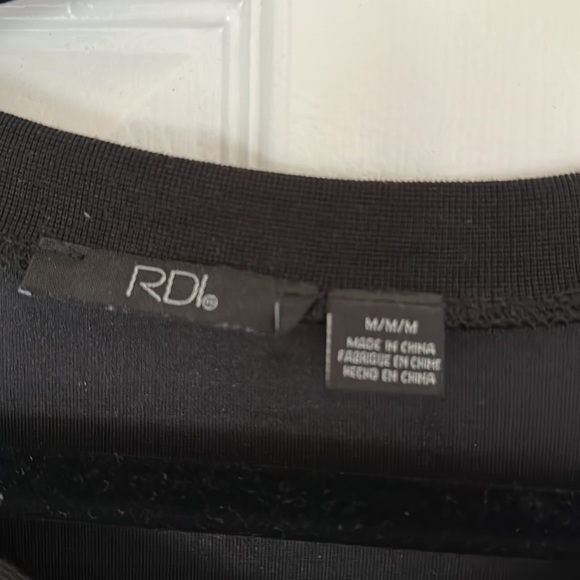 RDI®
M/M/M
MADE IN CHINA
FABRIQUE EN CHINE
HECHO EN CHINA